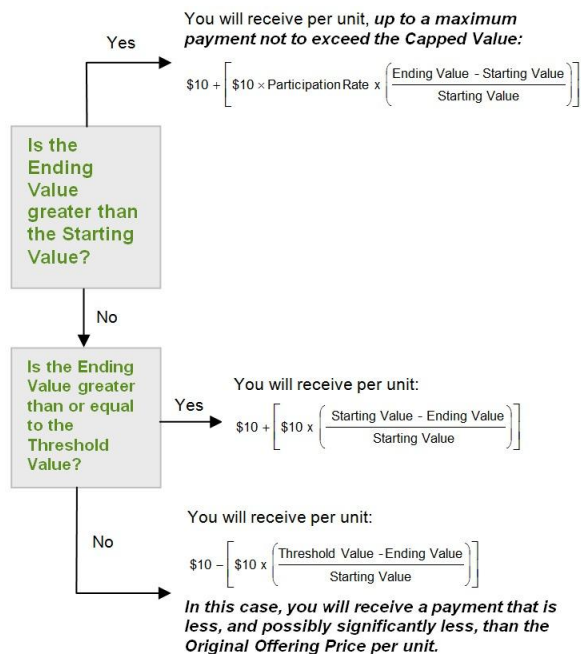 You will receive per unit, up to a maximum
payment not to exceed the Capped Value:
Yes
$10 + [ $10 × Participation Rate x ( Ending Value - Starting Value / Starting Value ) ]
Is the
Ending
Value
greater than
the Starting
Value?
No
Is the Ending
Value greater
than or equal
to the
Threshold
Value?
Yes
You will receive per unit:
$10 + [ $10 x ( Starting Value - Ending Value / Starting Value ) ]
No
You will receive per unit:
$10 – [ $10 x ( Threshold Value - Ending Value / Starting Value ) ]
In this case, you will receive a payment that is
less, and possibly significantly less, than the
Original Offering Price per unit.